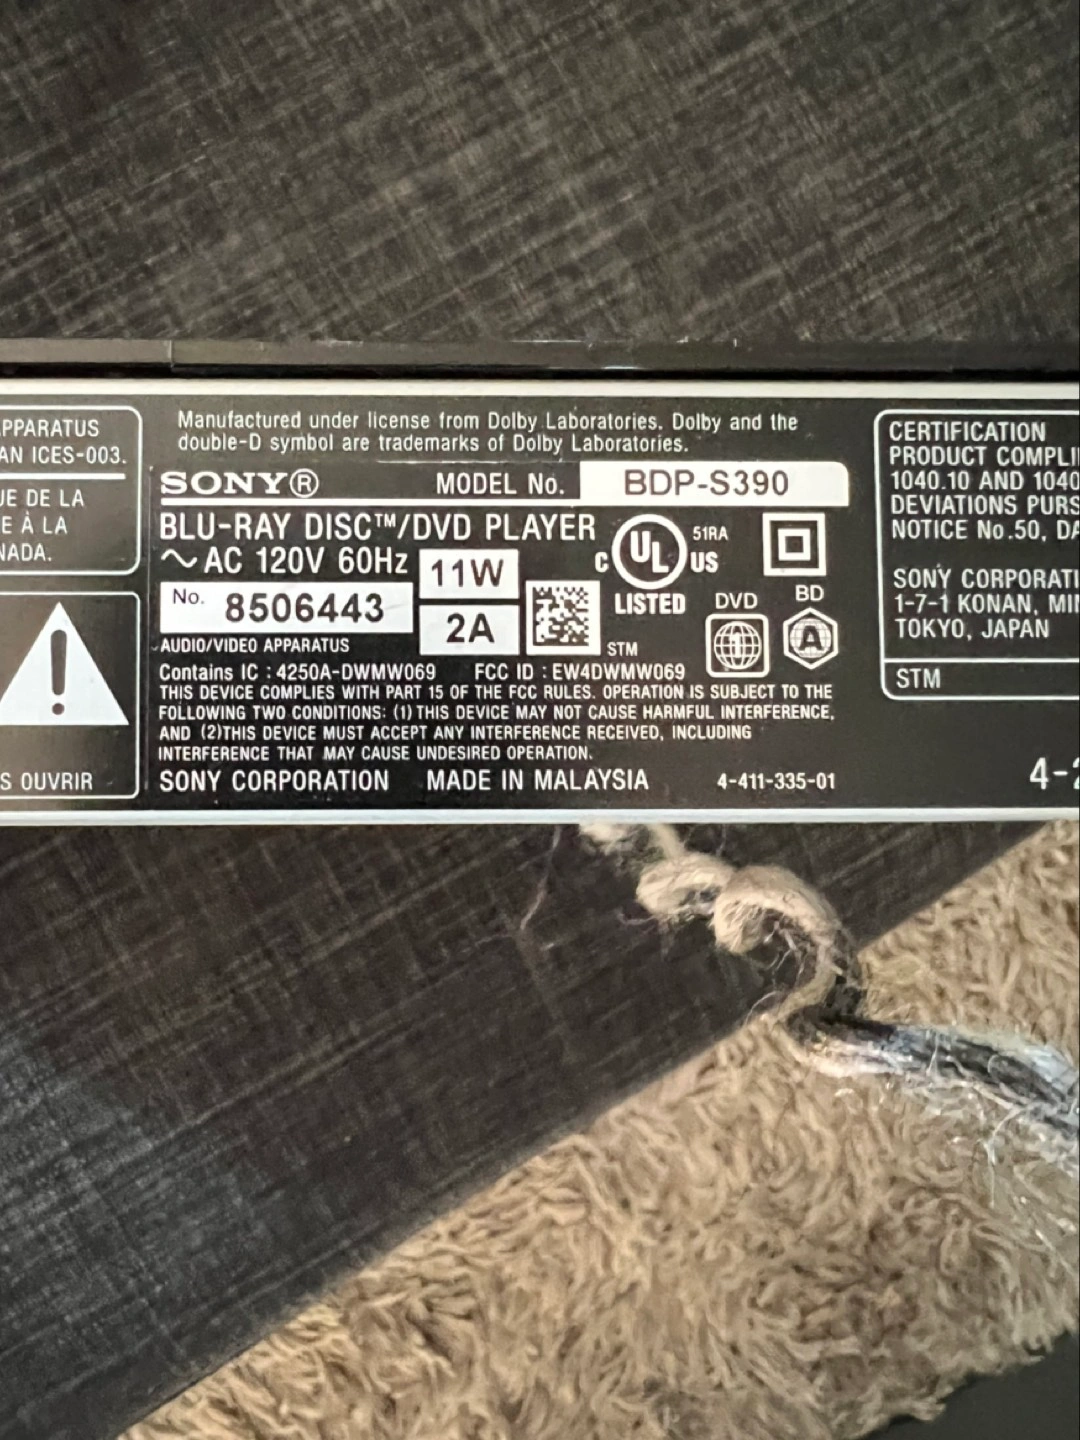 PPARATUS
AN ICES-003.
UE DE LA
E À LA
NADA.
S OUVRIR
Manufactured under license from Dolby Laboratories. Dolby and the
double-D symbol are trademarks of Dolby Laboratories.
SONY® MODEL No. BDP-S390
BLU-RAY DISC™/DVD PLAYER
～AC 120V 60Hz 11W
No. 8506443 2A
C UL US 51RA
LISTED
DVD BD
1 A
STM
AUDIO/VIDEO APPARATUS
Contains IC : 4250A-DWMW069 FCC ID : EW4DWMW069
THIS DEVICE COMPLIES WITH PART 15 OF THE FCC RULES. OPERATION IS SUBJECT TO THE
FOLLOWING TWO CONDITIONS: (1) THIS DEVICE MAY NOT CAUSE HARMFUL INTERFERENCE,
AND (2)THIS DEVICE MUST ACCEPT ANY INTERFERENCE RECEIVED, INCLUDING
INTERFERENCE THAT MAY CAUSE UNDESIRED OPERATION.
SONY CORPORATION MADE IN MALAYSIA 4-411-335-01
CERTIFICATION
PRODUCT COMPLI
1040.10 AND 1040
DEVIATIONS PURS
NOTICE No.50, DA
SONY CORPORATI
1-7-1 KONAN, MIN
TOKYO, JAPAN
STM
4-2